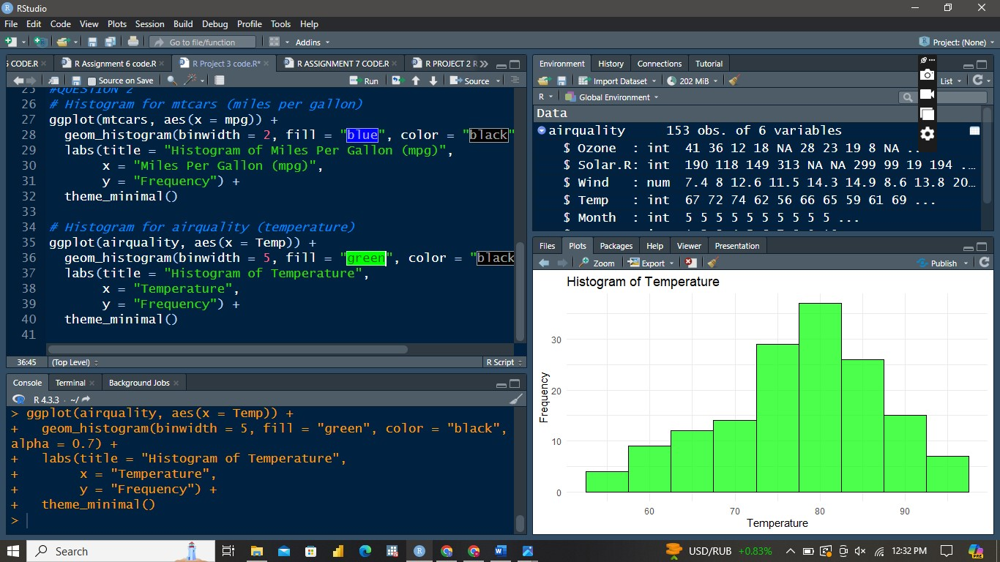 RStudio
File Edit Code View Plots Session Build Debug Profile Tools Help
Go to file/function Addins Project: (None)
CODE.R R Assignment 6 code.R R Project 3 code.R* R ASSIGNMENT 7 CODE.R R PROJECT 2 R
Source on Save Run Source
25 #QUESTION 2
26 # Histogram for mtcars (miles per gallon)
27 ggplot(mtcars, aes(x = mpg)) +
28 geom_histogram(binwidth = 2, fill = "blue", color = "black"
29 labs(title = "Histogram of Miles Per Gallon (mpg)",
30 x = "Miles Per Gallon (mpg)",
31 y = "Frequency") +
32 theme_minimal()
33
34 # Histogram for airquality (temperature)
35 ggplot(airquality, aes(x = Temp)) +
36 geom_histogram(binwidth = 5, fill = "green", color = "black
37 labs(title = "Histogram of Temperature",
38 x = "Temperature",
39 y = "Frequency") +
40 theme_minimal()
41
36:45 (Top Level) R Script
Console Terminal Background Jobs
R 4.3.3 · ~/
> ggplot(airquality, aes(x = Temp)) +
+ geom_histogram(binwidth = 5, fill = "green", color = "black",
alpha = 0.7) +
+ labs(title = "Histogram of Temperature",
+ x = "Temperature",
+ y = "Frequency") +
+ theme_minimal()
>
Environment History Connections Tutorial
Import Dataset 202 MiB List
R Global Environment
Data
airquality 153 obs. of 6 variables
$ Ozone : int 41 36 12 18 NA 28 23 19 8 NA ...
$ Solar.R: int 190 118 149 313 NA NA 299 99 19 194 ...
$ Wind : num 7.4 8 12.6 11.5 14.3 14.9 8.6 13.8 20...
$ Temp : int 67 72 74 62 56 66 65 59 61 69 ...
$ Month : int 5 5 5 5 5 5 5 5 5 5 ...
Files Plots Packages Help Viewer Presentation
Zoom Export Publish
Histogram of Temperature
30
20
10
0
Frequency
60 70 80 90
Temperature
Search USD/RUB +0.83% 12:32 PM PRE